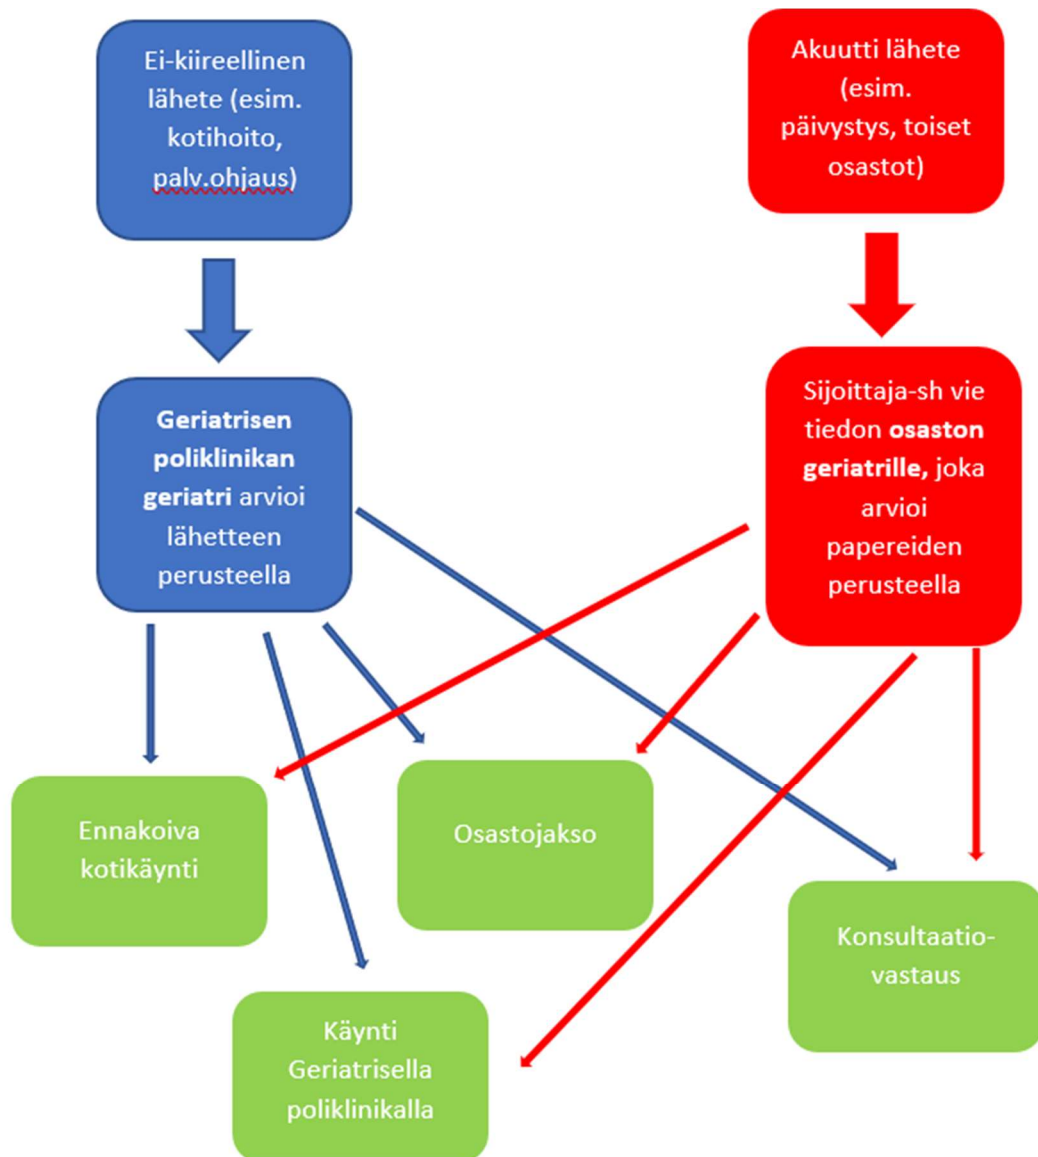 Ei-kiireellinen
lähete (esim.
kotihoito,
palv.ohjaus)
Akuutti lähete
(esim.
päivystys, toiset
osastot)
Geriatrisen
poliklinikan
geriatri arvioi
lähetteen
perusteella
Sijoittaja-sh vie
tiedon osaston
geriatrille, joka
arvioi
papereiden
perusteella
Ennakoiva
kotikäynti
Osastojakso
Konsultaatio-
vastaus
Käynti
Geriatrisella
poliklinikalla